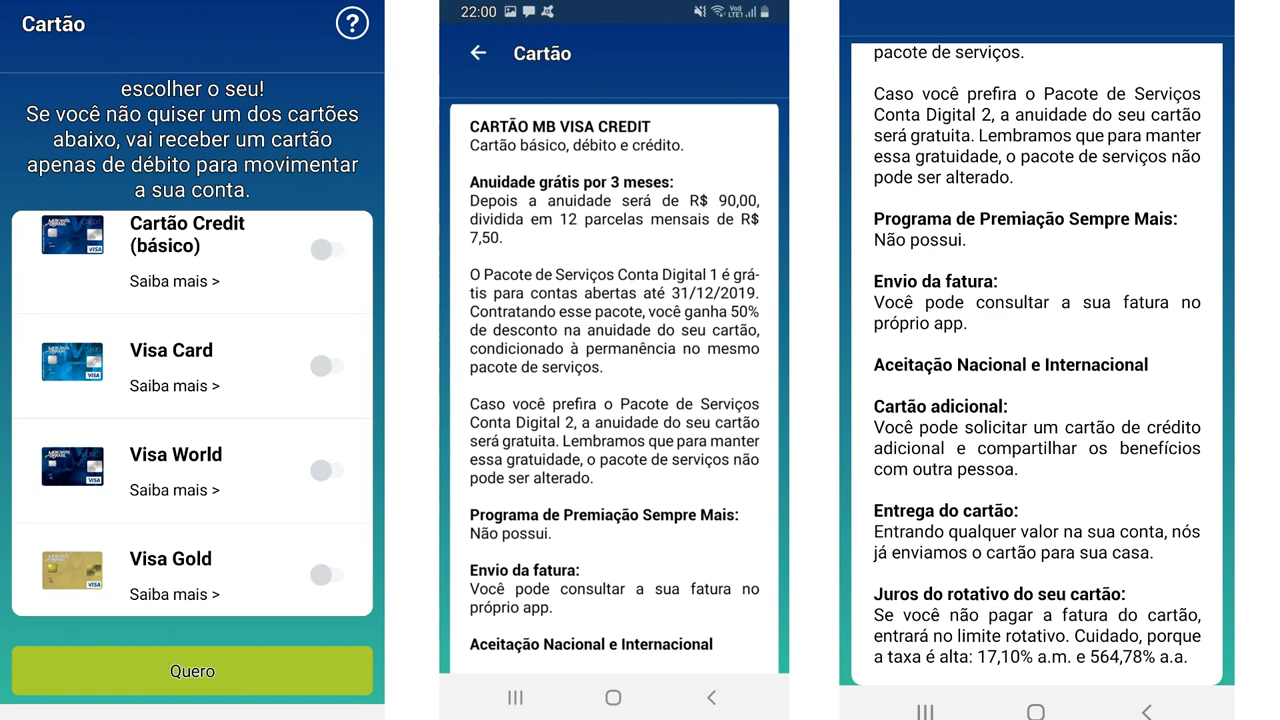 Cartão
?
escolher o seu!
Se você não quiser um dos cartões
abaixo, vai receber um cartão
apenas de débito para movimentar
a sua conta.
Cartão Credit
(básico)
Saiba mais >
VISA
Visa Card
Saiba mais >
VISA
Visa World
Saiba mais >
VISA
Visa Gold
Saiba mais >
VISA
Quero
22:00
Cartão
CARTÃO MB VISA CREDIT
Cartão básico, débito e crédito.
Anuidade grátis por 3 meses:
Depois a anuidade será de R$ 90,00,
dividida em 12 parcelas mensais de R$
7,50.
O Pacote de Serviços Conta Digital 1 é grá-
tis para contas abertas até 31/12/2019.
Contratando esse pacote, você ganha 50%
de desconto na anuidade do seu cartão,
condicionado à permanência no mesmo
pacote de serviços.
Caso você prefira o Pacote de Serviços
Conta Digital 2, a anuidade do seu cartão
será gratuita. Lembramos que para manter
essa gratuidade, o pacote de serviços não
pode ser alterado.
Programa de Premiação Sempre Mais:
Não possui.
Envio da fatura:
Você pode consultar a sua fatura no
próprio app.
Aceitação Nacional e Internacional
pacote de serviços.
Caso você prefira o Pacote de Serviços
Conta Digital 2, a anuidade do seu cartão
será gratuita. Lembramos que para manter
essa gratuidade, o pacote de serviços não
pode ser alterado.
Programa de Premiação Sempre Mais:
Não possui.
Envio da fatura:
Você pode consultar a sua fatura no
próprio app.
Aceitação Nacional e Internacional
Cartão adicional:
Você pode solicitar um cartão de crédito
adicional e compartilhar os benefícios
com outra pessoa.
Entrega do cartão:
Entrando qualquer valor na sua conta, nós
já enviamos o cartão para sua casa.
Juros do rotativo do seu cartão:
Se você não pagar a fatura do cartão,
entrará no limite rotativo. Cuidado, porque
a taxa é alta: 17,10% a.m. e 564,78% a.a.